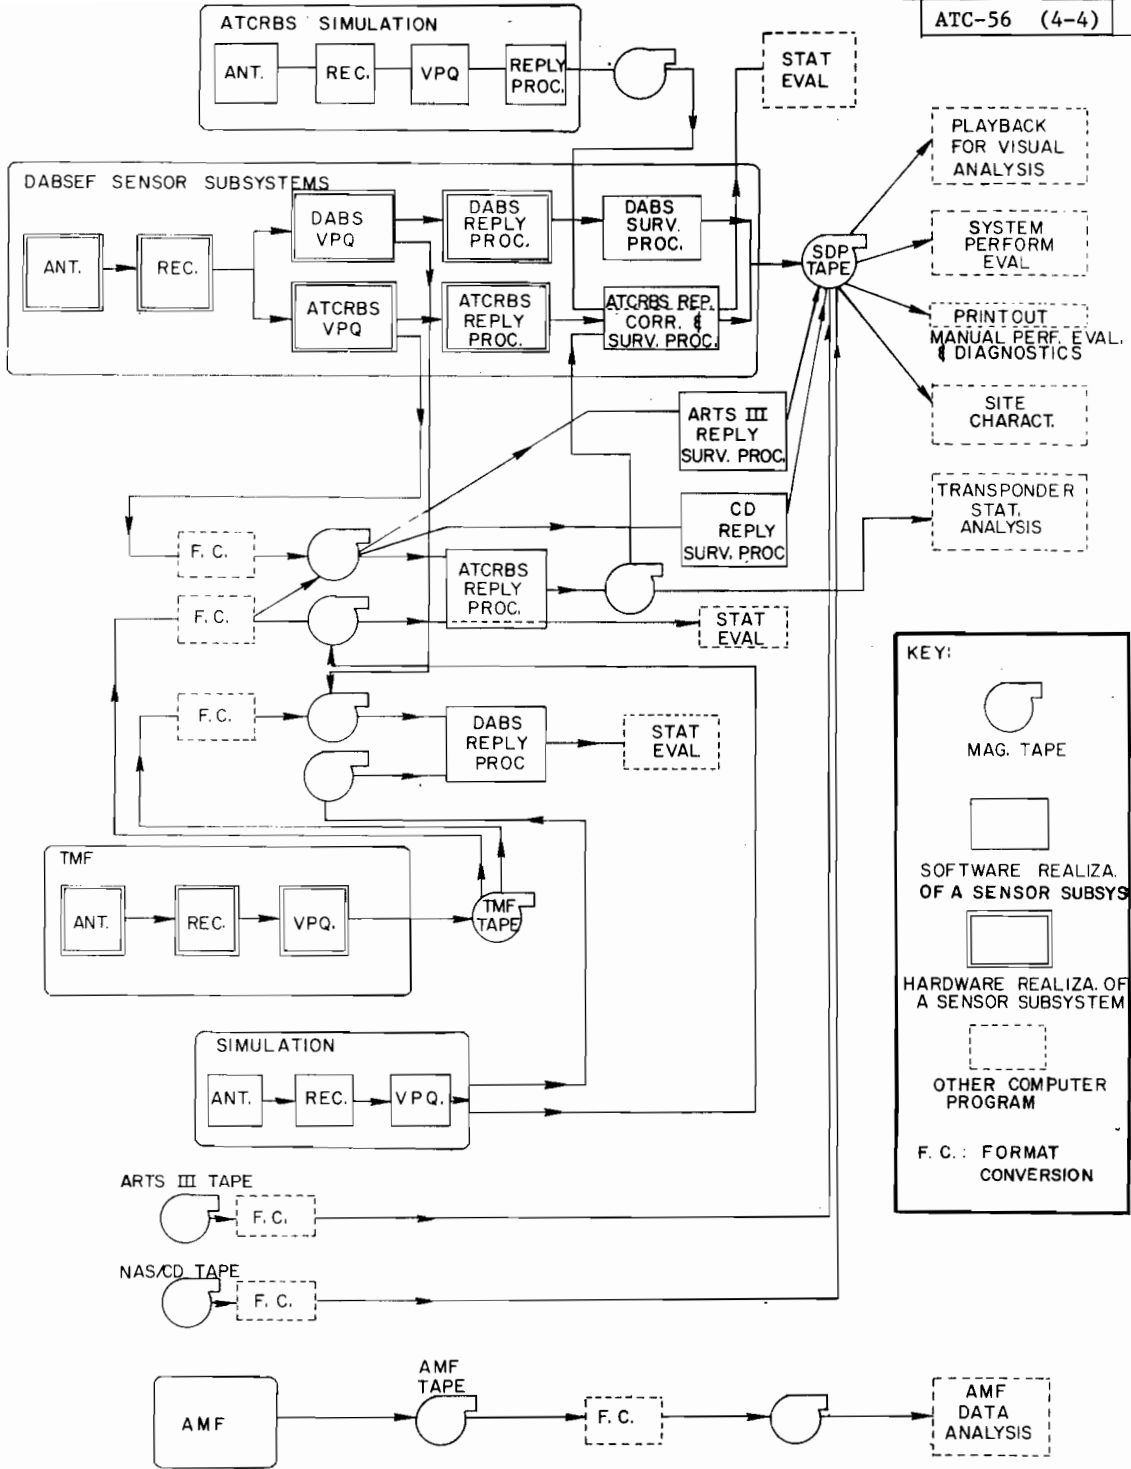 ATC-56 (4-4)
ATCRBS SIMULATION
ANT.
REC.
VPQ
REPLY
PROC.
STAT
EVAL
PLAYBACK
FOR VISUAL
ANALYSIS
DABSEF SENSOR SUBSYSTEMS
ANT.
REC.
DABS
VPQ
DABS
REPLY
PROC.
DABS
SURV.
PROC.
ATCRBS
VPQ
ATCRBS
REPLY
PROC.
ATCRBS REP.
CORR. &
SURV. PROC.
SDP
TAPE
SYSTEM
PERFORM
EVAL
PRINTOUT
MANUAL PERF. EVAL.
& DIAGNOSTICS
SITE
CHARACT.
ARTS III
REPLY
SURV. PROC.
CD
REPLY
SURV. PROC
TRANSPONDER
STAT.
ANALYSIS
F. C.
ATCRBS
REPLY
PROC.
F. C.
STAT
EVAL
F. C.
DABS
REPLY
PROC
STAT
EVAL
TMF
ANT.
REC.
VPQ.
TMF
TAPE
SIMULATION
ANT.
REC.
VPQ.
ARTS III TAPE
F. C.
NAS/CD TAPE
F. C.
AMF
AMF
TAPE
F. C.
AMF
DATA
ANALYSIS
KEY:
MAG. TAPE
SOFTWARE REALIZA.
OF A SENSOR SUBSYS
HARDWARE REALIZA. OF
A SENSOR SUBSYSTEM
OTHER COMPUTER
PROGRAM
F. C. : FORMAT
CONVERSION